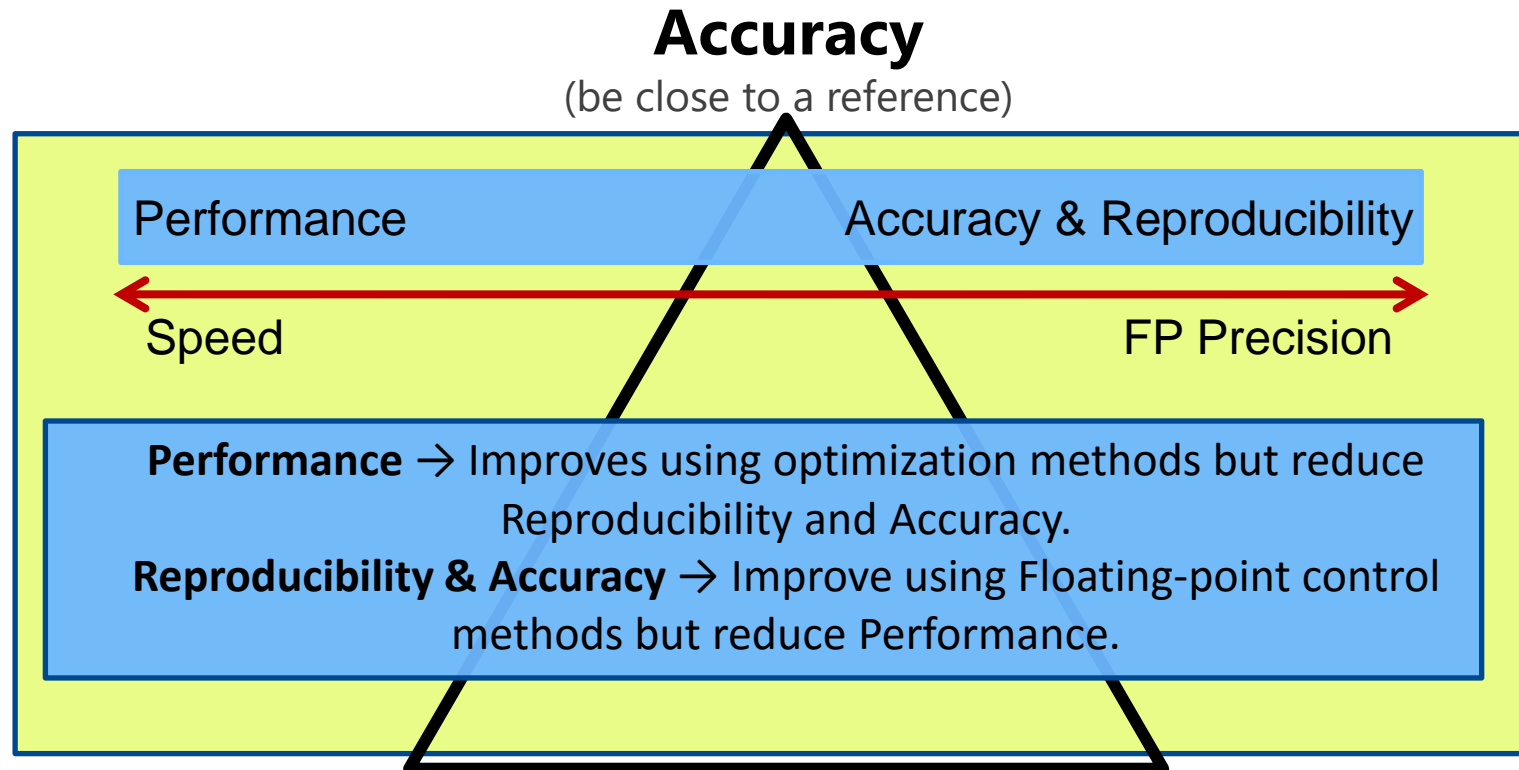 Accuracy
(be close to a reference)
Performance Accuracy & Reproducibility
Speed FP Precision
Performance → Improves using optimization methods but reduce
Reproducibility and Accuracy.
Reproducibility & Accuracy → Improve using Floating-point control
methods but reduce Performance.